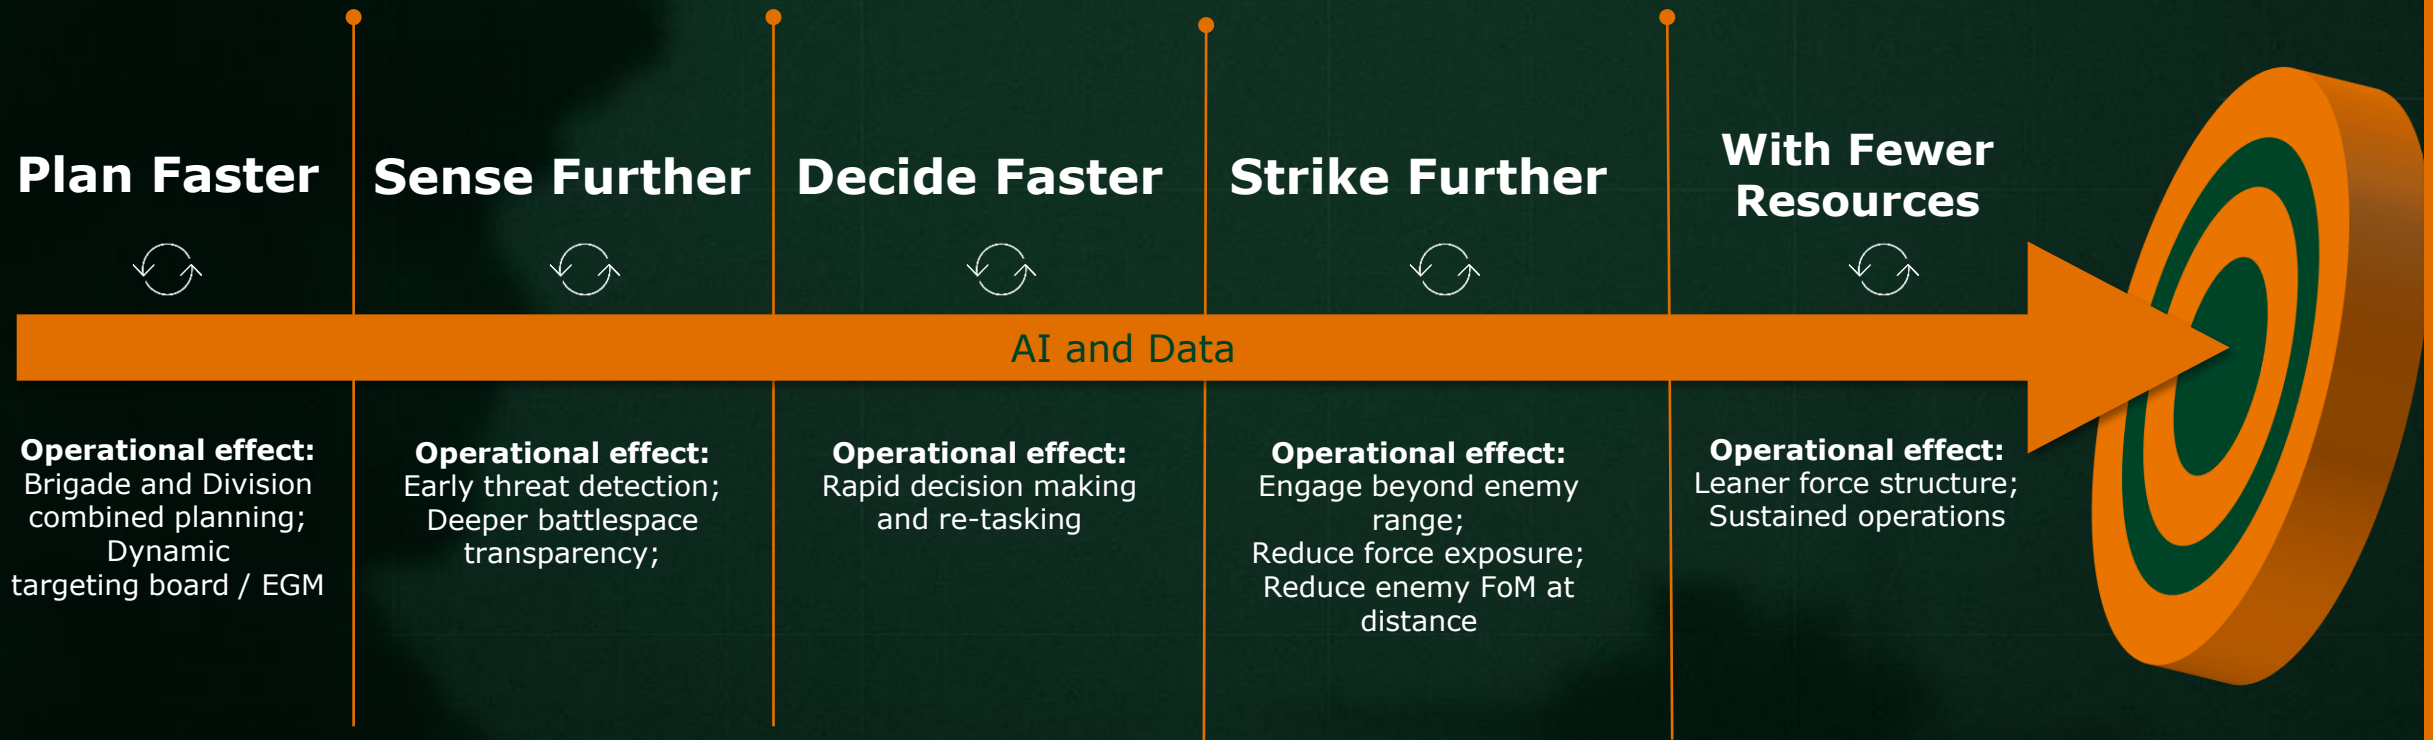 Plan Faster
Sense Further
Decide Faster
Strike Further
With Fewer
Resources
AI and Data
Operational effect:
Brigade and Division
combined planning;
Dynamic
targeting board / EGM
Operational effect:
Early threat detection;
Deeper battlespace
transparency;
Operational effect:
Rapid decision making
and re-tasking
Operational effect:
Engage beyond enemy
range;
Reduce force exposure;
Reduce enemy FoM at
distance
Operational effect:
Leaner force structure;
Sustained operations